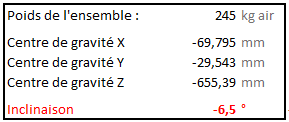 Poids de l'ensemble : 245 kg air
Centre de gravité X -69,795 mm
Centre de gravité Y -29,543 mm
Centre de gravité Z -655,39 mm
Inclinaison -6,5 °